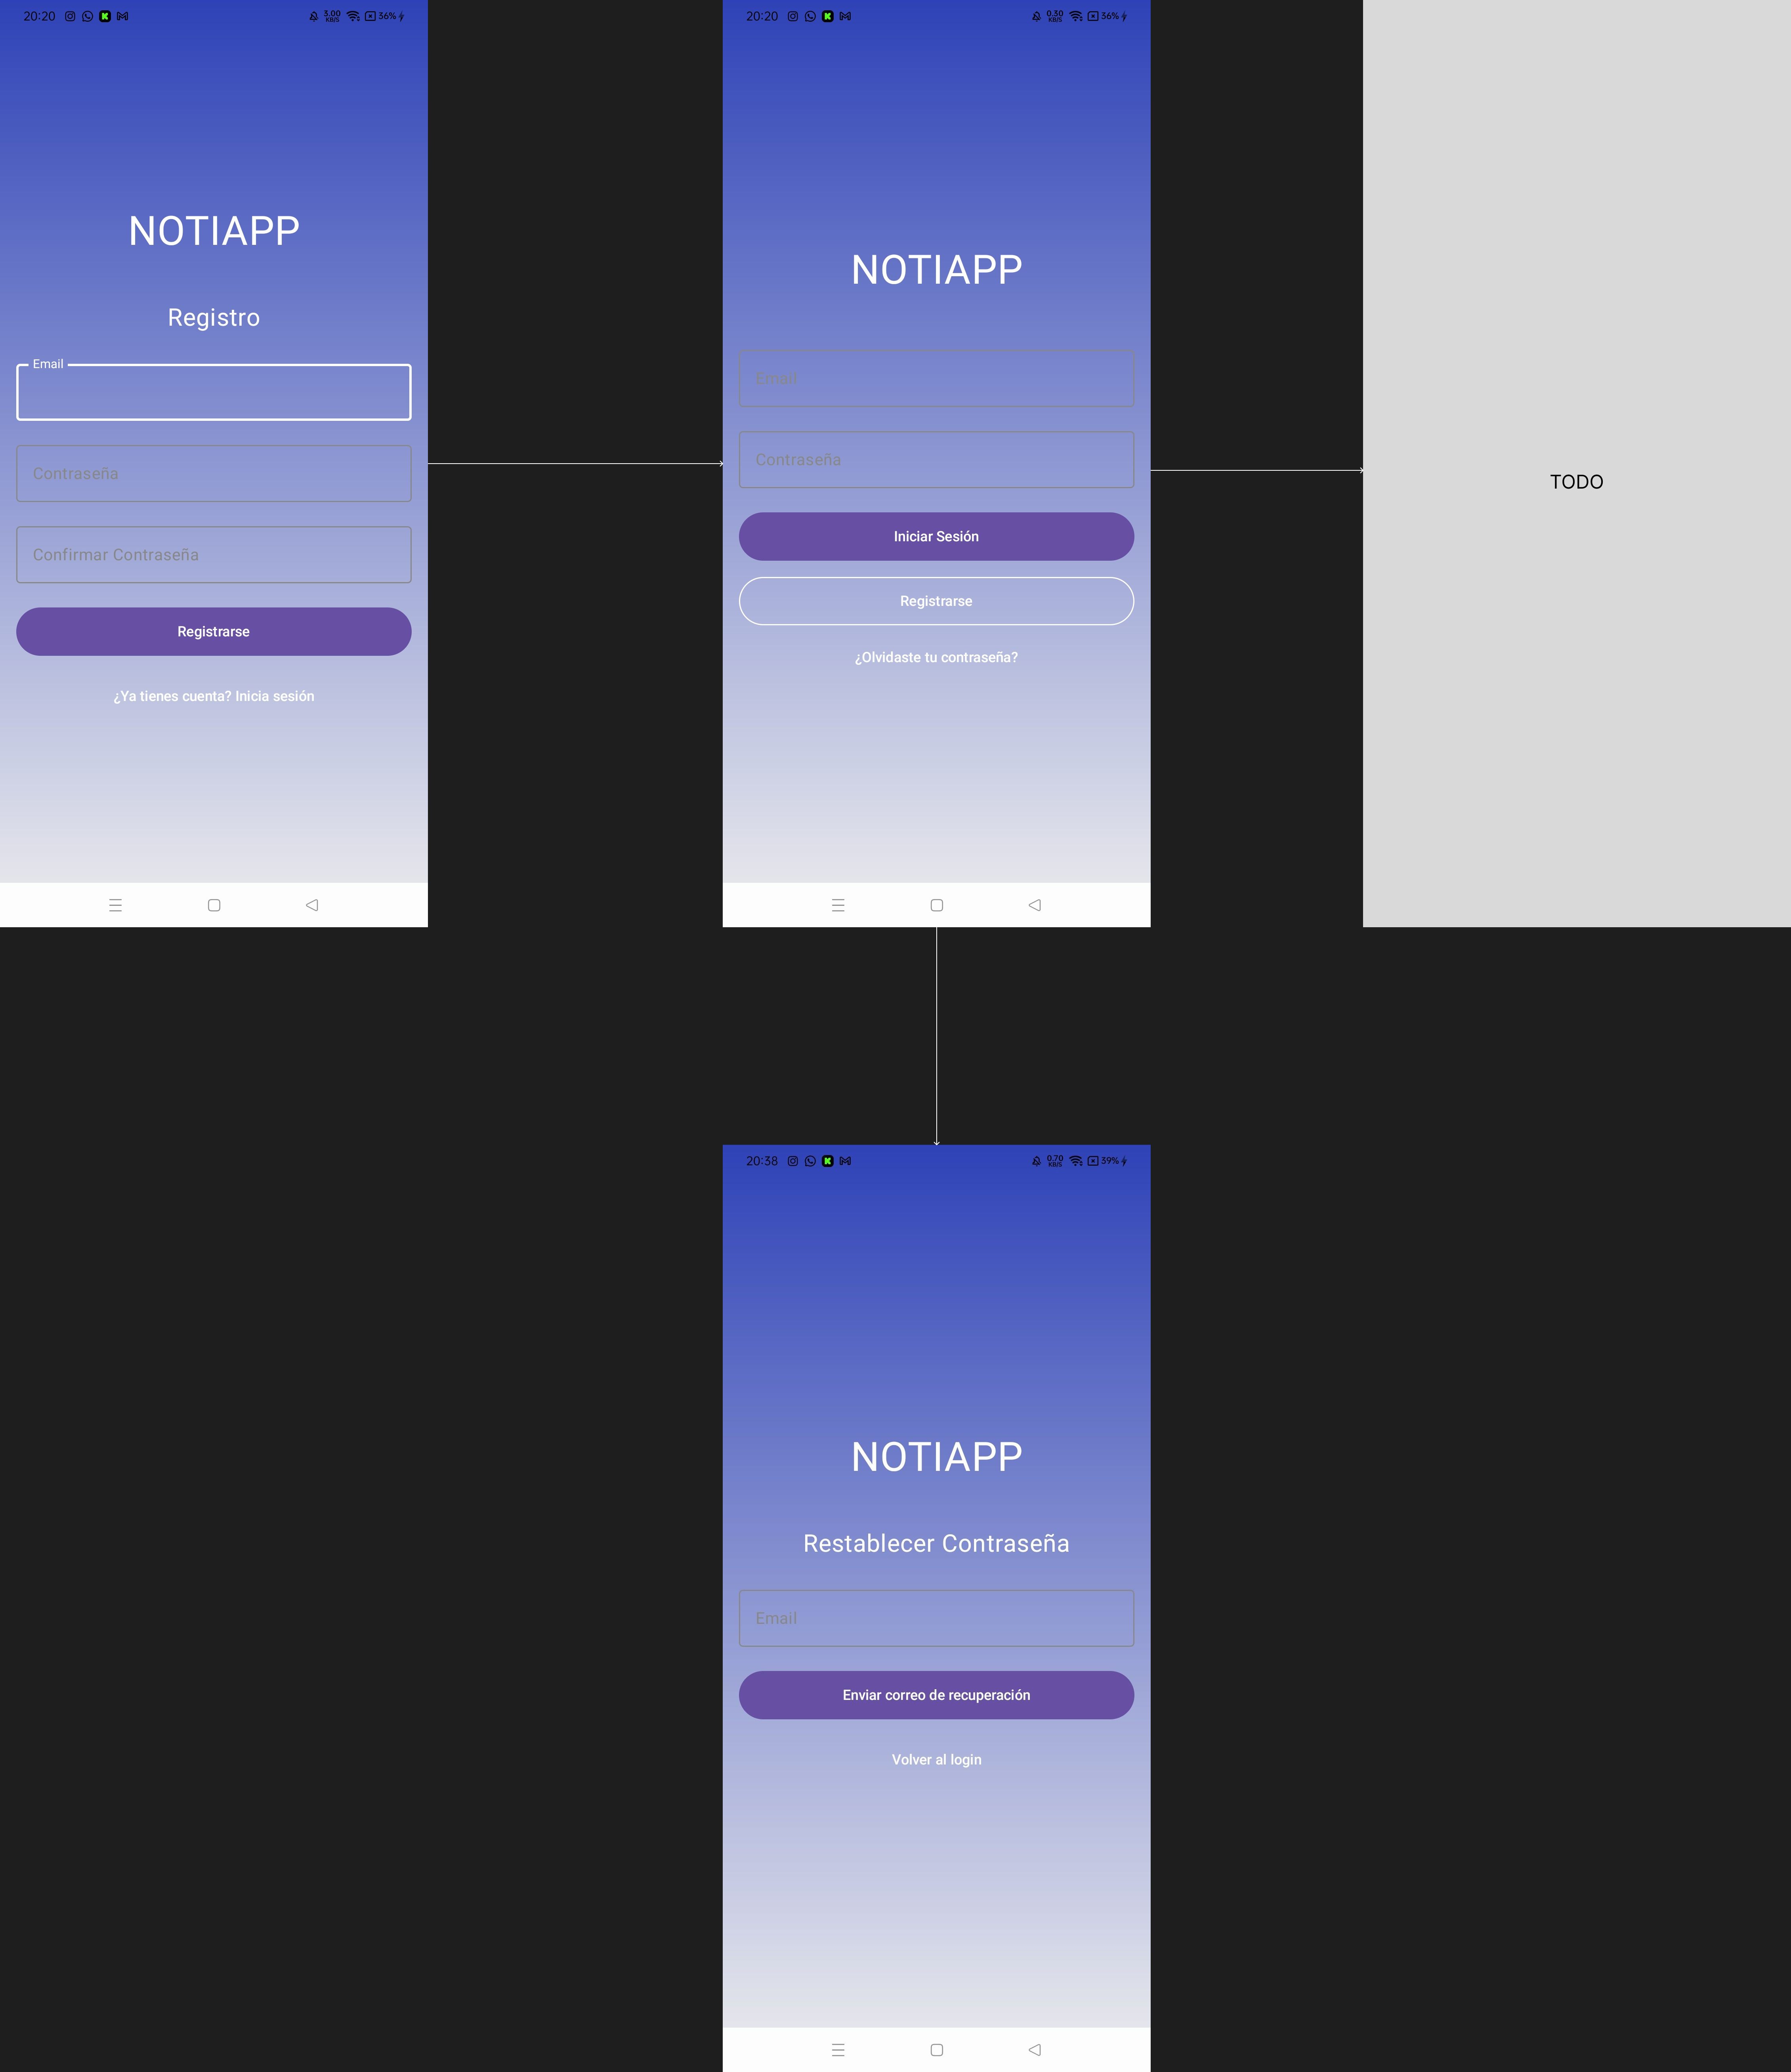 20:20
3.00
KB/S
36%
NOTIAPP
Registro
Email
Contraseña
Confirmar Contraseña
Registrarse
¿Ya tienes cuenta? Inicia sesión
20:20
0.30
KB/S
36%
NOTIAPP
Email
Contraseña
Iniciar Sesión
Registrarse
¿Olvidaste tu contraseña?
TODO
20:38
0.70
KB/S
39%
NOTIAPP
Restablecer Contraseña
Email
Enviar correo de recuperación
Volver al login